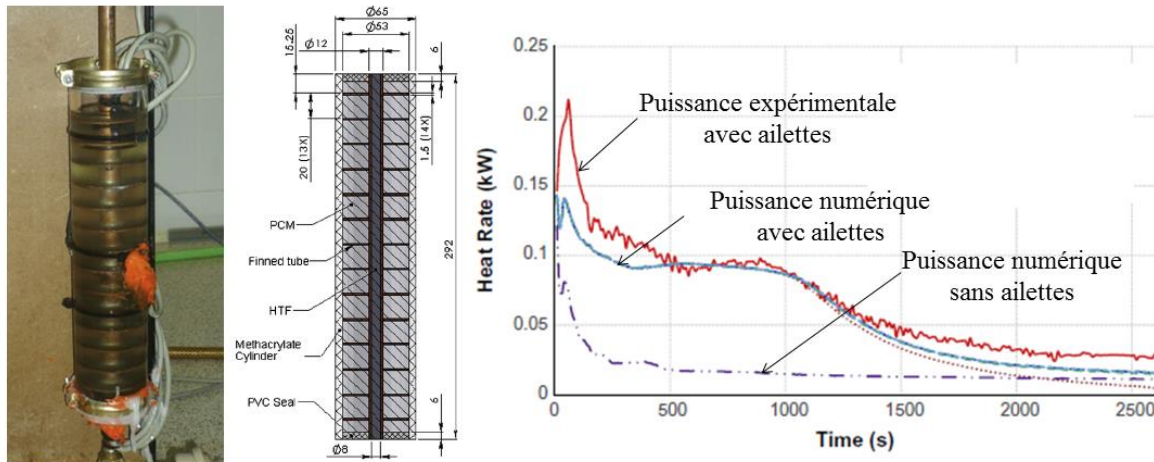 Ø65
Ø53
Ø12
15.25
6
20 (13X)
1.5 (14X)
292
PCM
Finned tube
HTF
Methacrylate
Cylinder
PVC Seal
6
Ø8
0.25
0.2
0.15
0.1
0.05
0
Heat Rate (kW)
Puissance expérimentale
avec ailettes
Puissance numérique
avec ailettes
Puissance numérique
sans ailettes
0
500
1000
1500
2000
2500
Time (s)